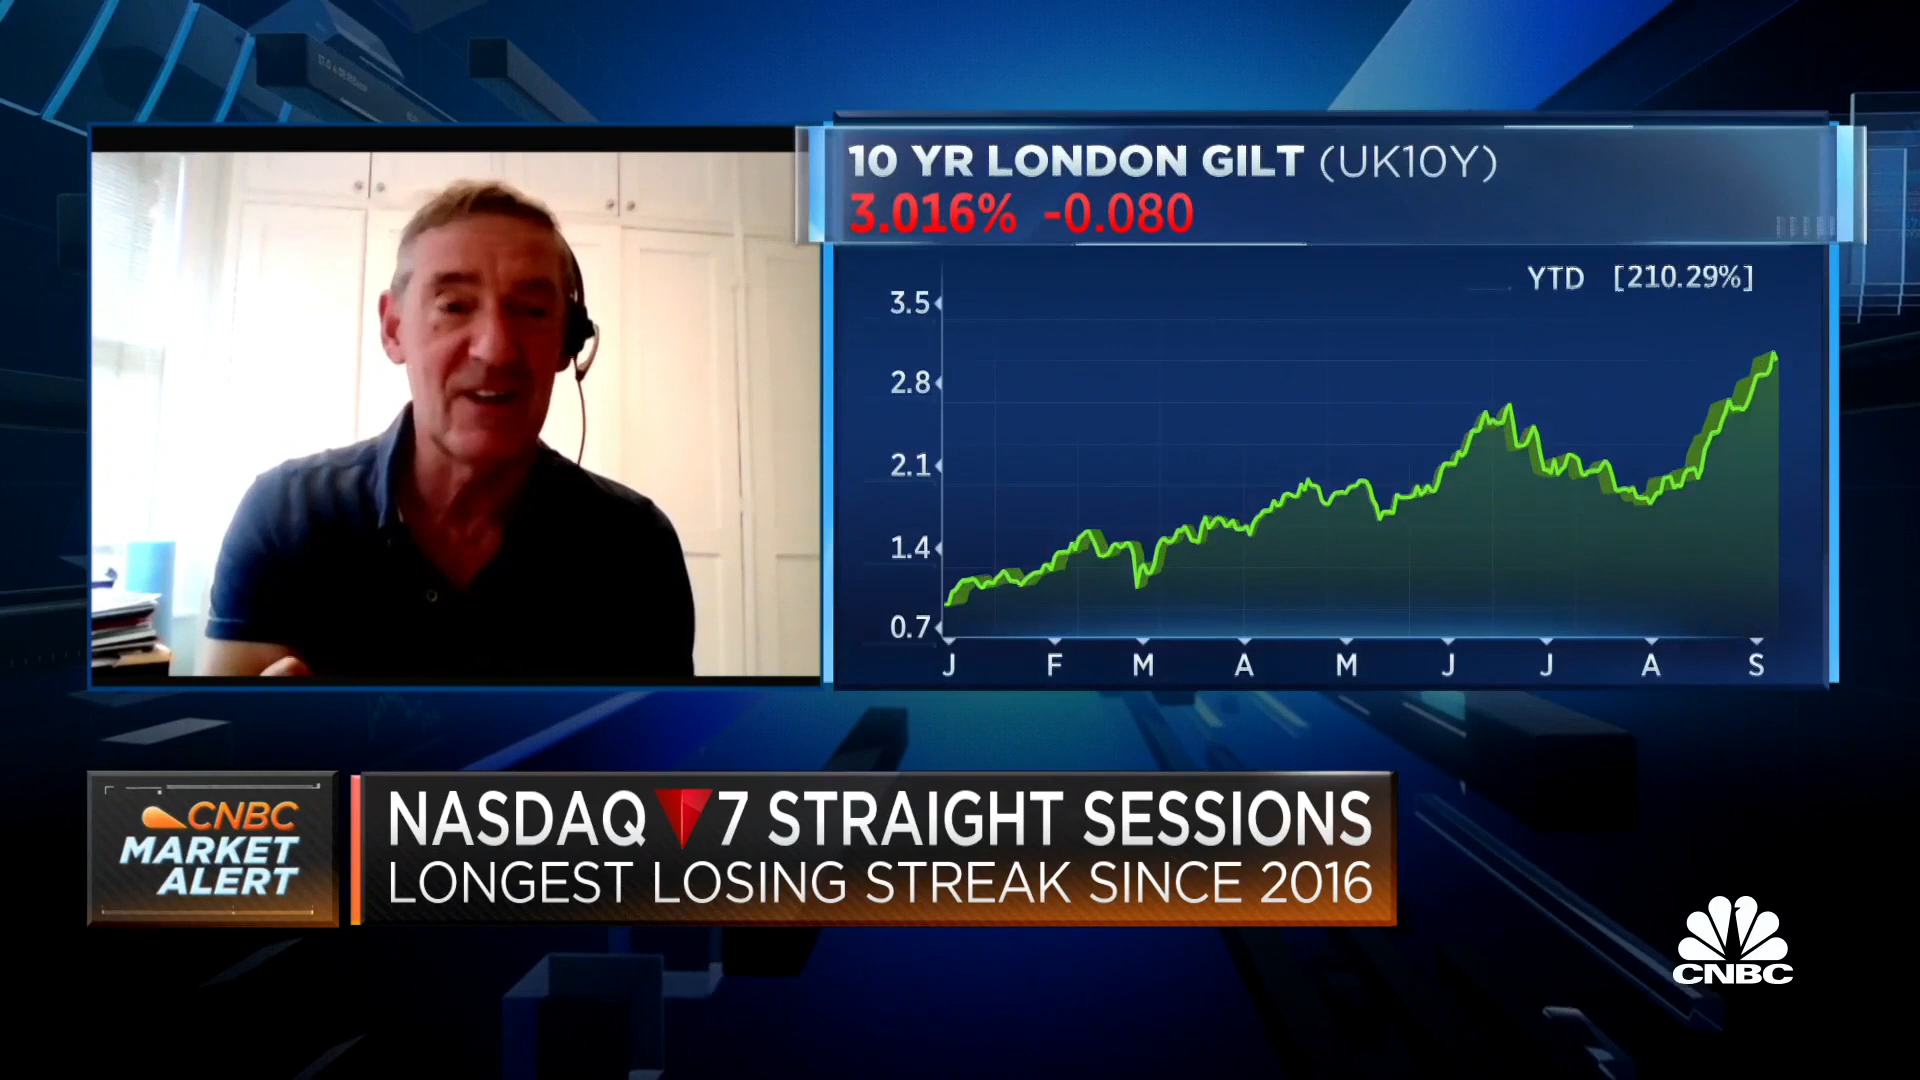 10 YR LONDON GILT (UK10Y)
3.016% -0.080
YTD [210.29%]
3.5
2.8
2.1
1.4
0.7
J F M A M J J A S
CNBC
MARKET
ALERT
NASDAQ▼7 STRAIGHT SESSIONS
LONGEST LOSING STREAK SINCE 2016
CNBC